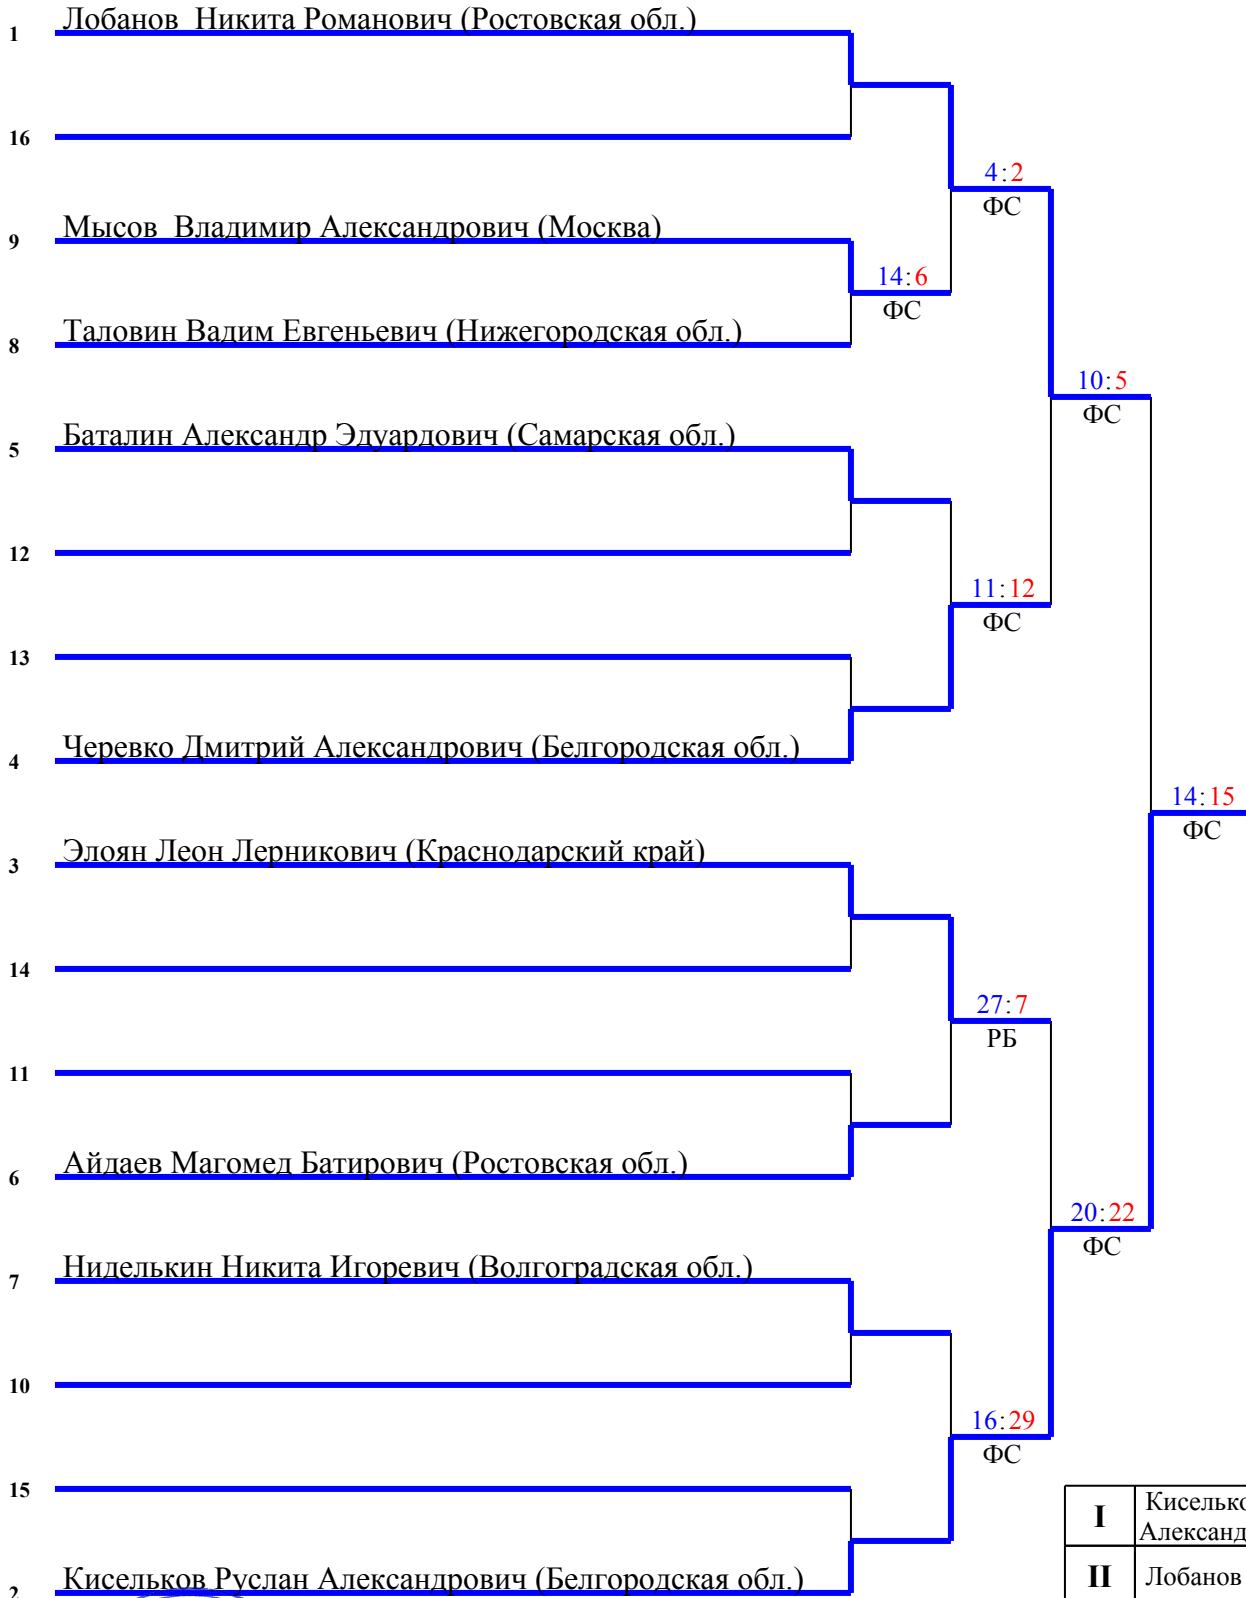 1 Лобанов Никита Романович (Ростовская обл.)
16
4:2
ФС
9 Мысов Владимир Александрович (Москва)
14:6
ФС
8 Таловин Вадим Евгеньевич (Нижегородская обл.)
10:5
ФС
5 Баталин Александр Эдуардович (Самарская обл.)
12
11:12
ФС
13
4 Черевко Дмитрий Александрович (Белгородская обл.)
14:15
ФС
3 Элоян Леон Лерникович (Краснодарский край)
14
27:7
РБ
11
6 Айдаев Магомед Батирович (Ростовская обл.)
20:22
ФС
7 Ниделькин Никита Игоревич (Волгоградская обл.)
10
16:29
ФС
15
I Киселько
Александ
II Лобанов
2 Кисельков Руслан Александрович (Белгородская обл.)